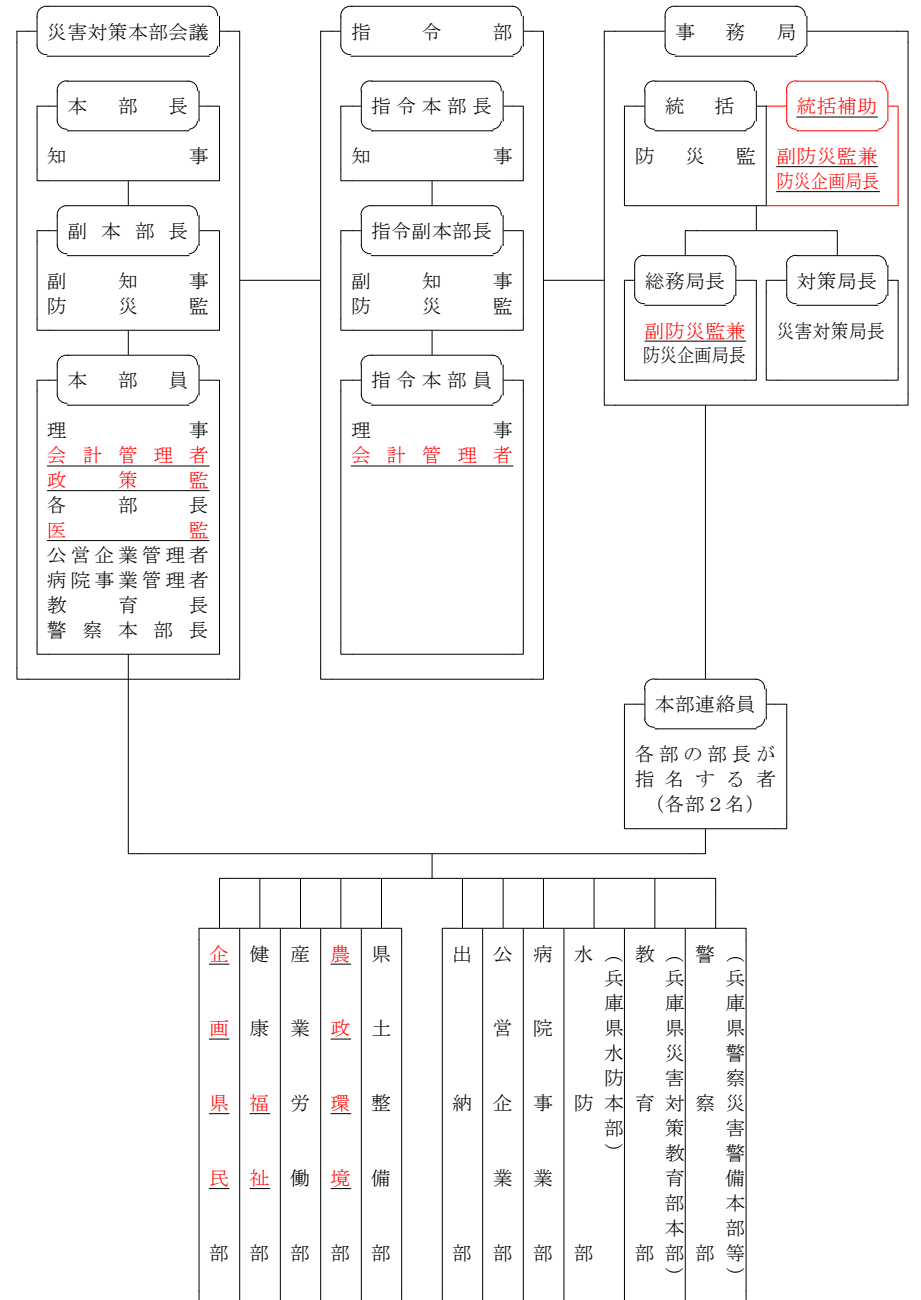 災害対策本部会議
本部長
知事
副本部長
副知事
防災監
本部員
理事
会計管理者
政策監
各部長
医監
公営企業管理者
病院事業管理者
教育長
警察本部長
指令部
指令本部長
知事
指令副本部長
副知事
防災監
指令本部員
理事
会計管理者
事務局
統括
防災監
統括補助
副防災監兼
防災企画局長
総務局長
副防災監兼
防災企画局長
対策局長
災害対策局長
本部連絡員
各部の部長が
指名する者
(各部2名)
企画県民部
健康福祉部
産業労働部
農政環境部
県土整備部
出納部
公営企業部
病院事業部
水防部
(兵庫県水防本部)
教育部
(兵庫県災害対策教育部本部)
警察部
(兵庫県警察災害警備本部等)